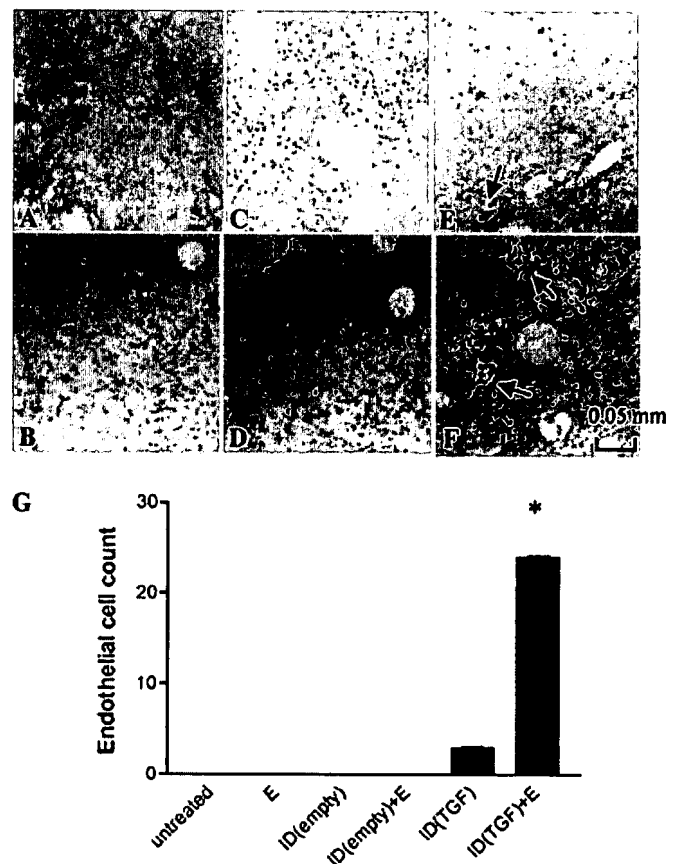 A
C
E
B
D
F
0.05 mm
G
30
20
10
0
Endothelial cell count
*
untreated
E
ID(empty)
ID(empty)+E
ID(TGF)
ID(TGF)+E